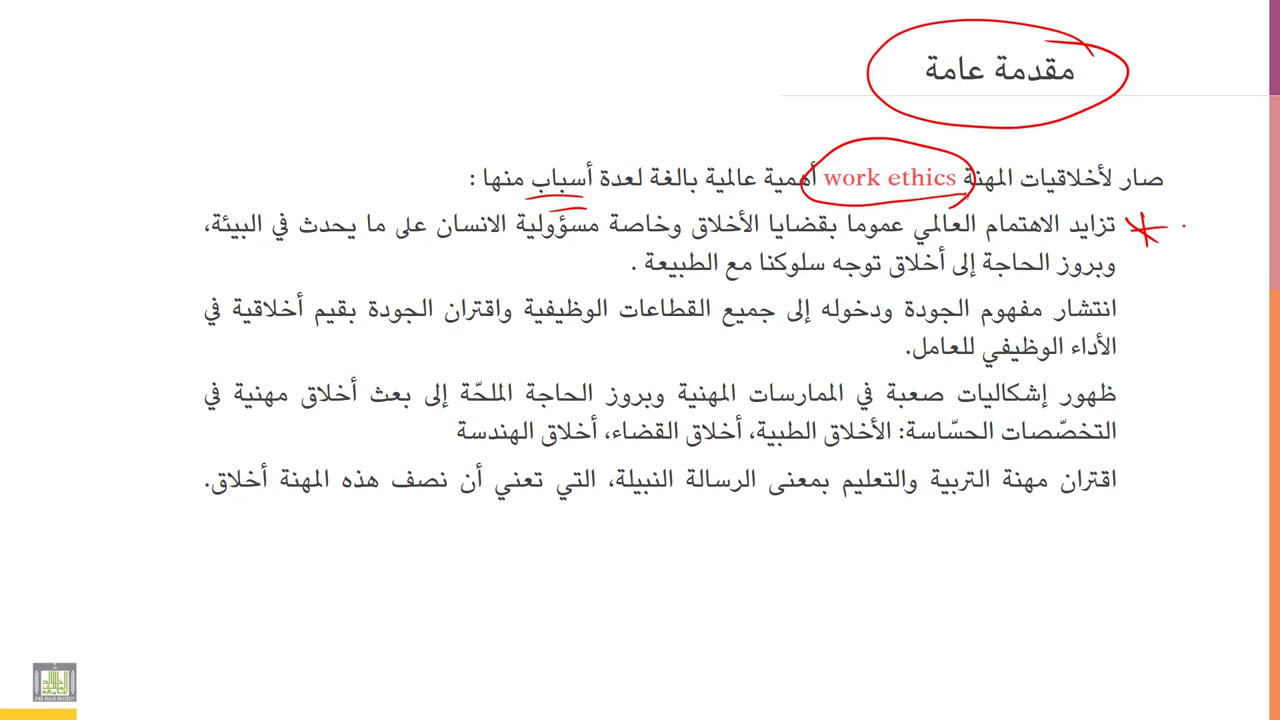 مقدمة عامة
صار لأخلاقيات المهنة work ethics أهمية عالمية بالغة لعدة أسباب منها :
تزايد الاهتمام العالمي عموما بقضايا الأخلاق وخاصة مسؤولية الانسان على ما يحدث في البيئة،
وبروز الحاجة إلى أخلاق توجه سلوكنا مع الطبيعة .
انتشار مفهوم الجودة ودخوله إلى جميع القطاعات الوظيفية واقتران الجودة بقيم أخلاقية في
الأداء الوظيفي للعامل.
ظهور إشكاليات صعبة في الممارسات المهنية وبروز الحاجة الملحّة إلى بعث أخلاق مهنية في
التخصّصات الحسّاسة: الأخلاق الطبية، أخلاق القضاء، أخلاق الهندسة
اقتران مهنة التربية والتعليم بمعنى الرسالة النبيلة، التي تعني أن نصف هذه المهنة أخلاق.